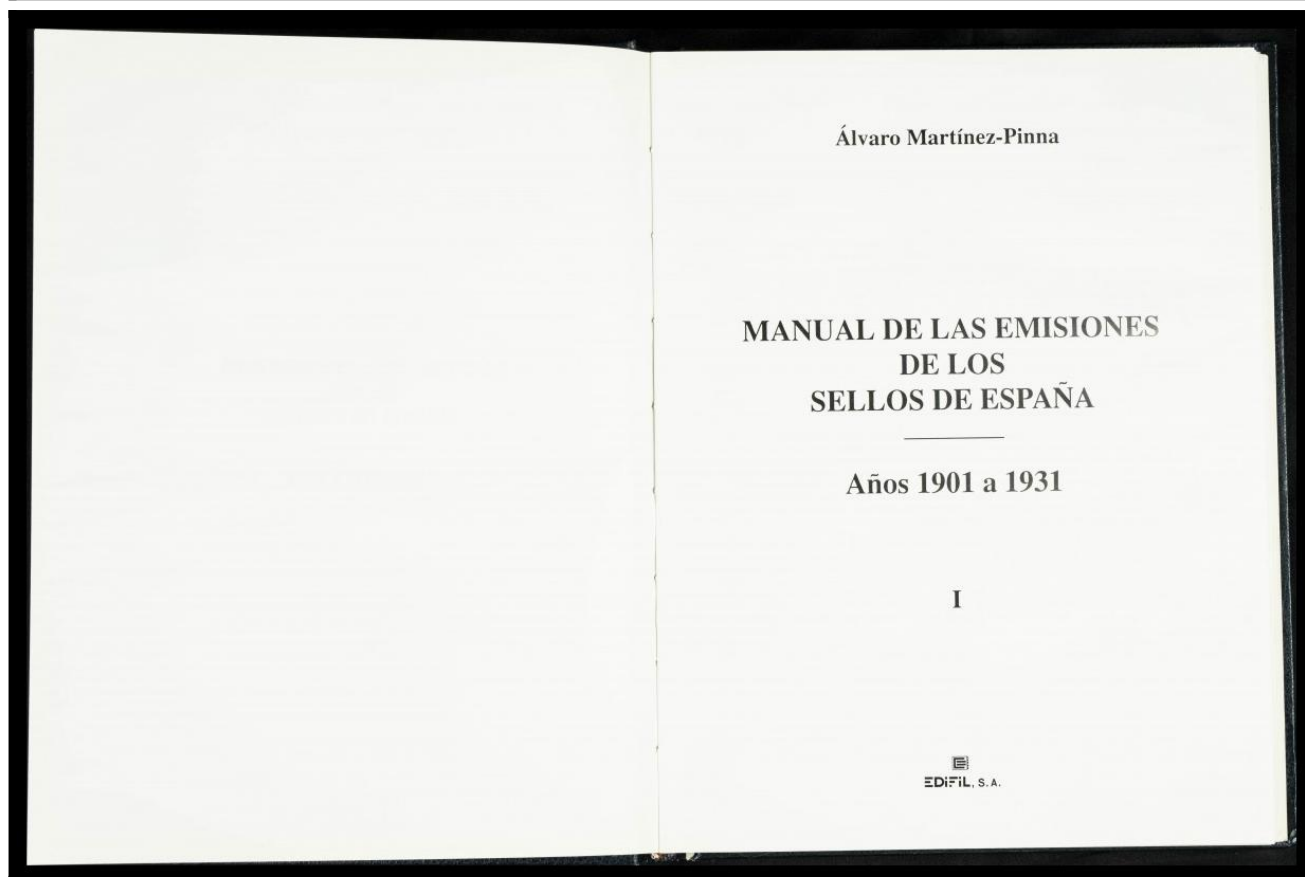 Álvaro Martínez-Pinna
MANUAL DE LAS EMISIONES
DE LOS
SELLOS DE ESPAÑA
Años 1901 a 1931
I
EDiFiL, S.A.